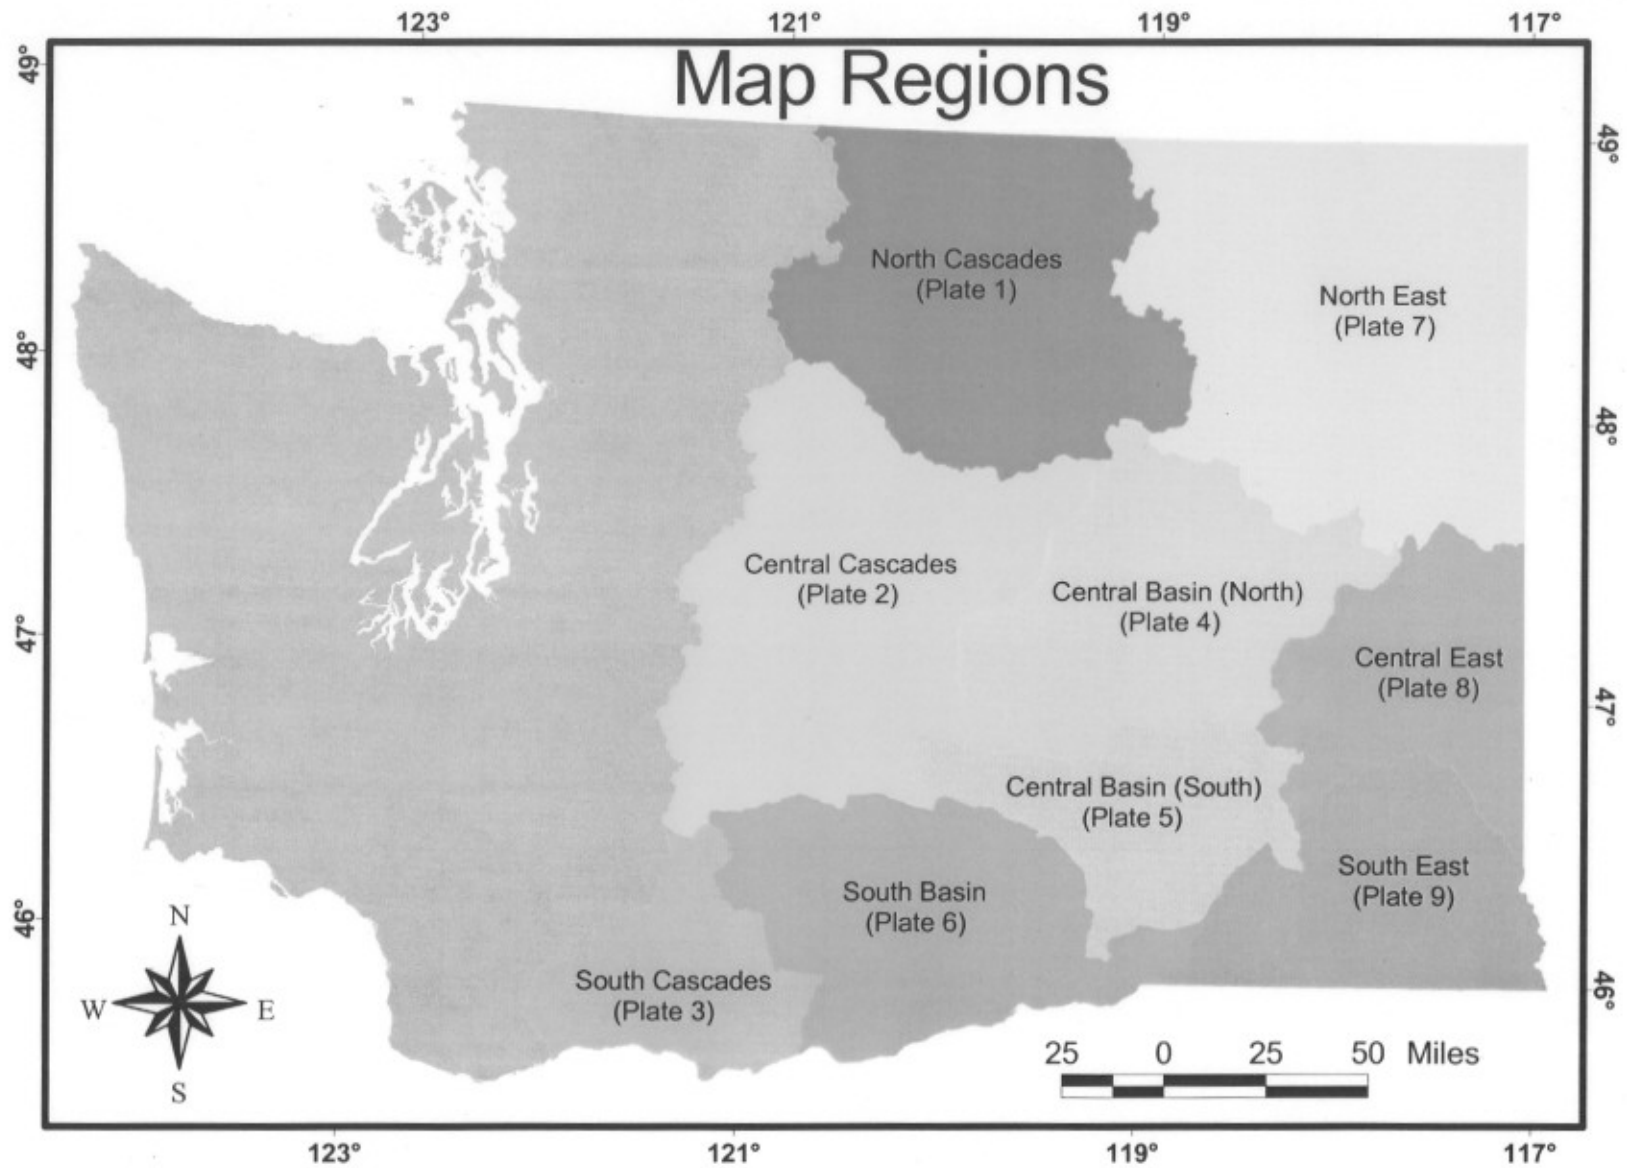 123° 121° 119° 117°
49°
Map Regions
49°
North Cascades
(Plate 1)
North East
(Plate 7)
48°
48°
Central Cascades
(Plate 2)
Central Basin (North)
(Plate 4)
47°
Central East
(Plate 8)
47°
Central Basin (South)
(Plate 5)
South East
(Plate 9)
South Basin
(Plate 6)
46°
N
South Cascades
(Plate 3)
W E
46°
S
25 0 25 50 Miles
123° 121° 119° 117°